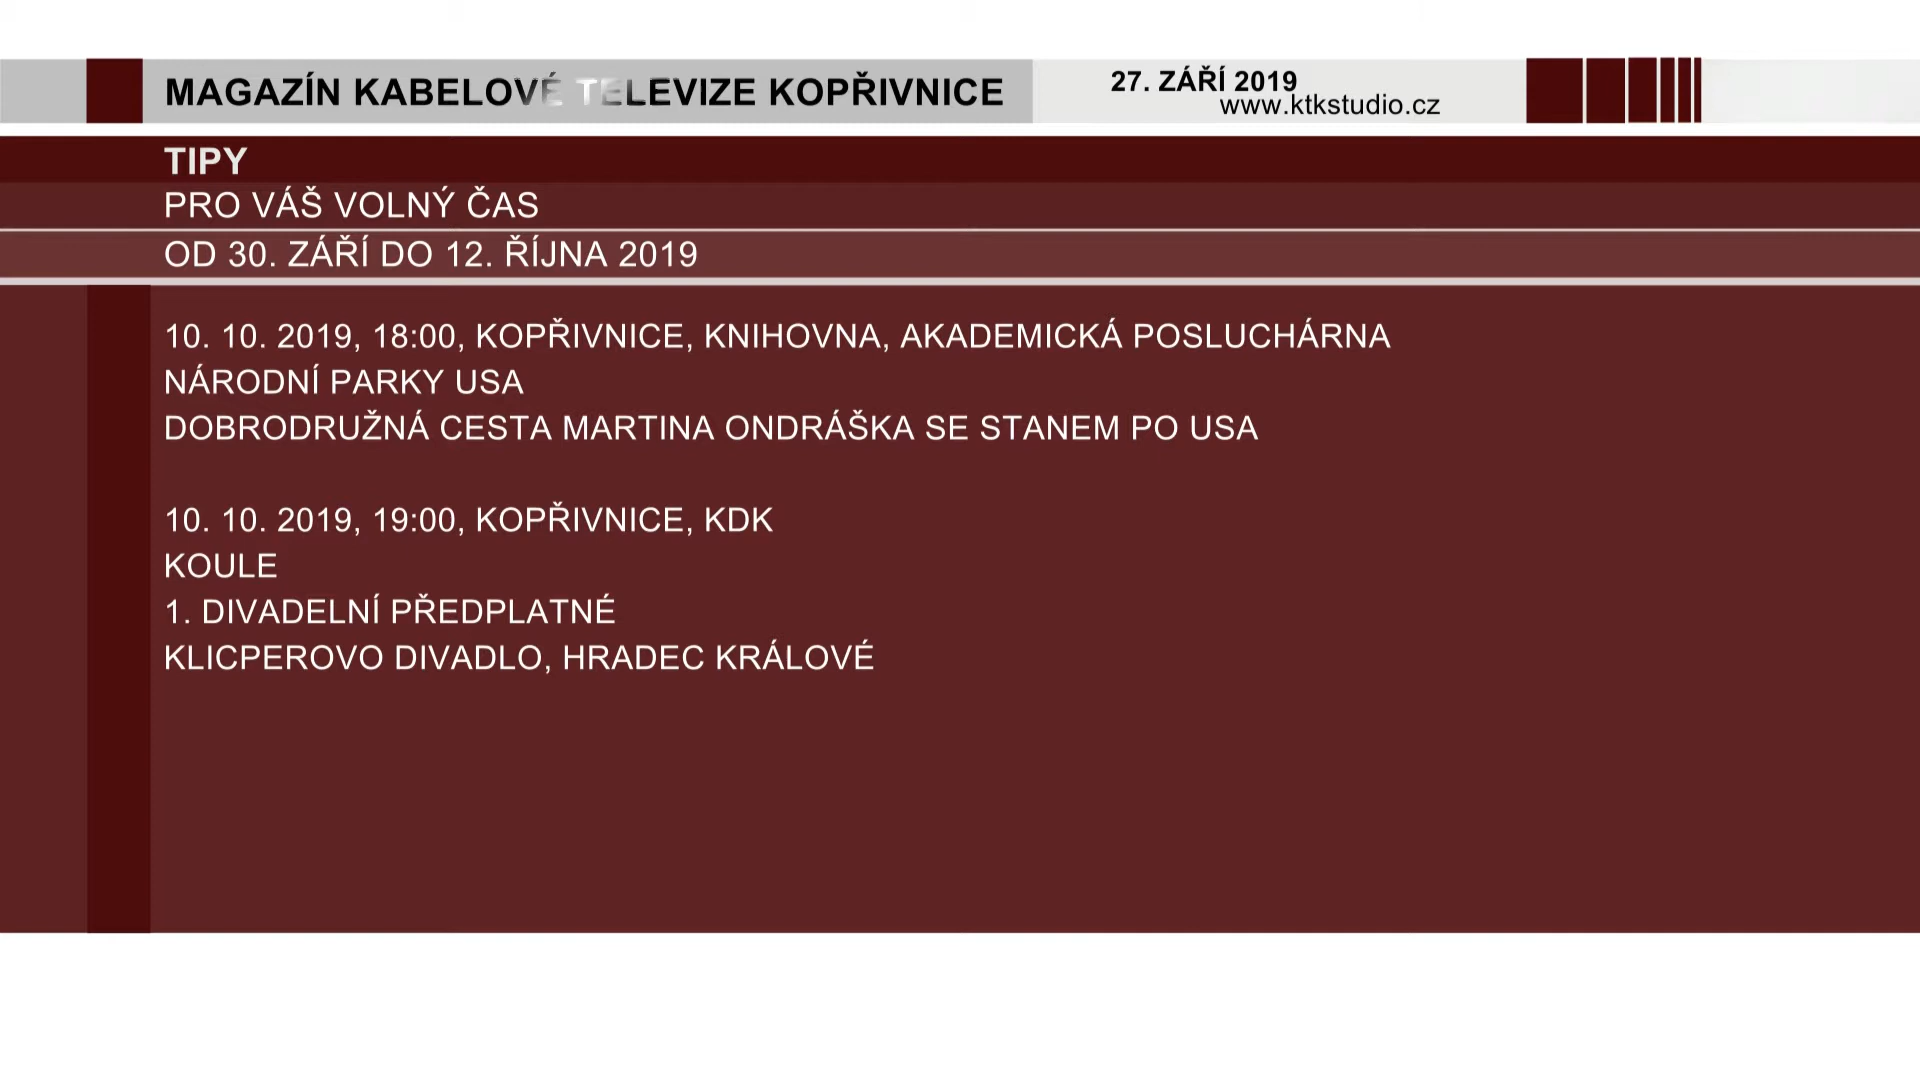 MAGAZÍN KABELOVÉ TELEVIZE KOPŘIVNICE
27. ZÁŘÍ 2019
www.ktkstudio.cz
TIPY
PRO VÁŠ VOLNÝ ČAS
OD 30. ZÁŘÍ DO 12. ŘÍJNA 2019
10. 10. 2019, 18:00, KOPŘIVNICE, KNIHOVNA, AKADEMICKÁ POSLUCHÁRNA
NÁRODNÍ PARKY USA
DOBRODRUŽNÁ CESTA MARTINA ONDRÁŠKA SE STANEM PO USA
10. 10. 2019, 19:00, KOPŘIVNICE, KDK
KOULE
1. DIVADELNÍ PŘEDPLATNÉ
KLICPEROVO DIVADLO, HRADEC KRÁLOVÉ